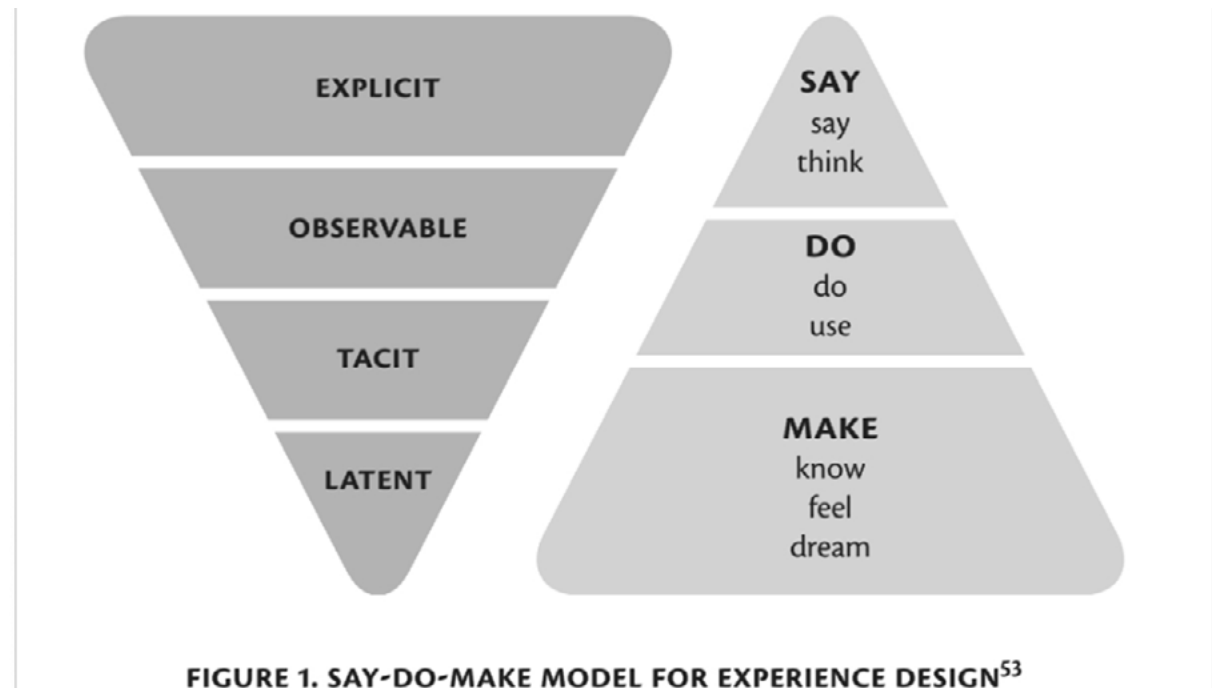 EXPLICIT
OBSERVABLE
TACIT
LATENT
SAY
say
think
DO
do
use
MAKE
know
feel
dream
FIGURE 1. SAY-DO-MAKE MODEL FOR EXPERIENCE DESIGN53